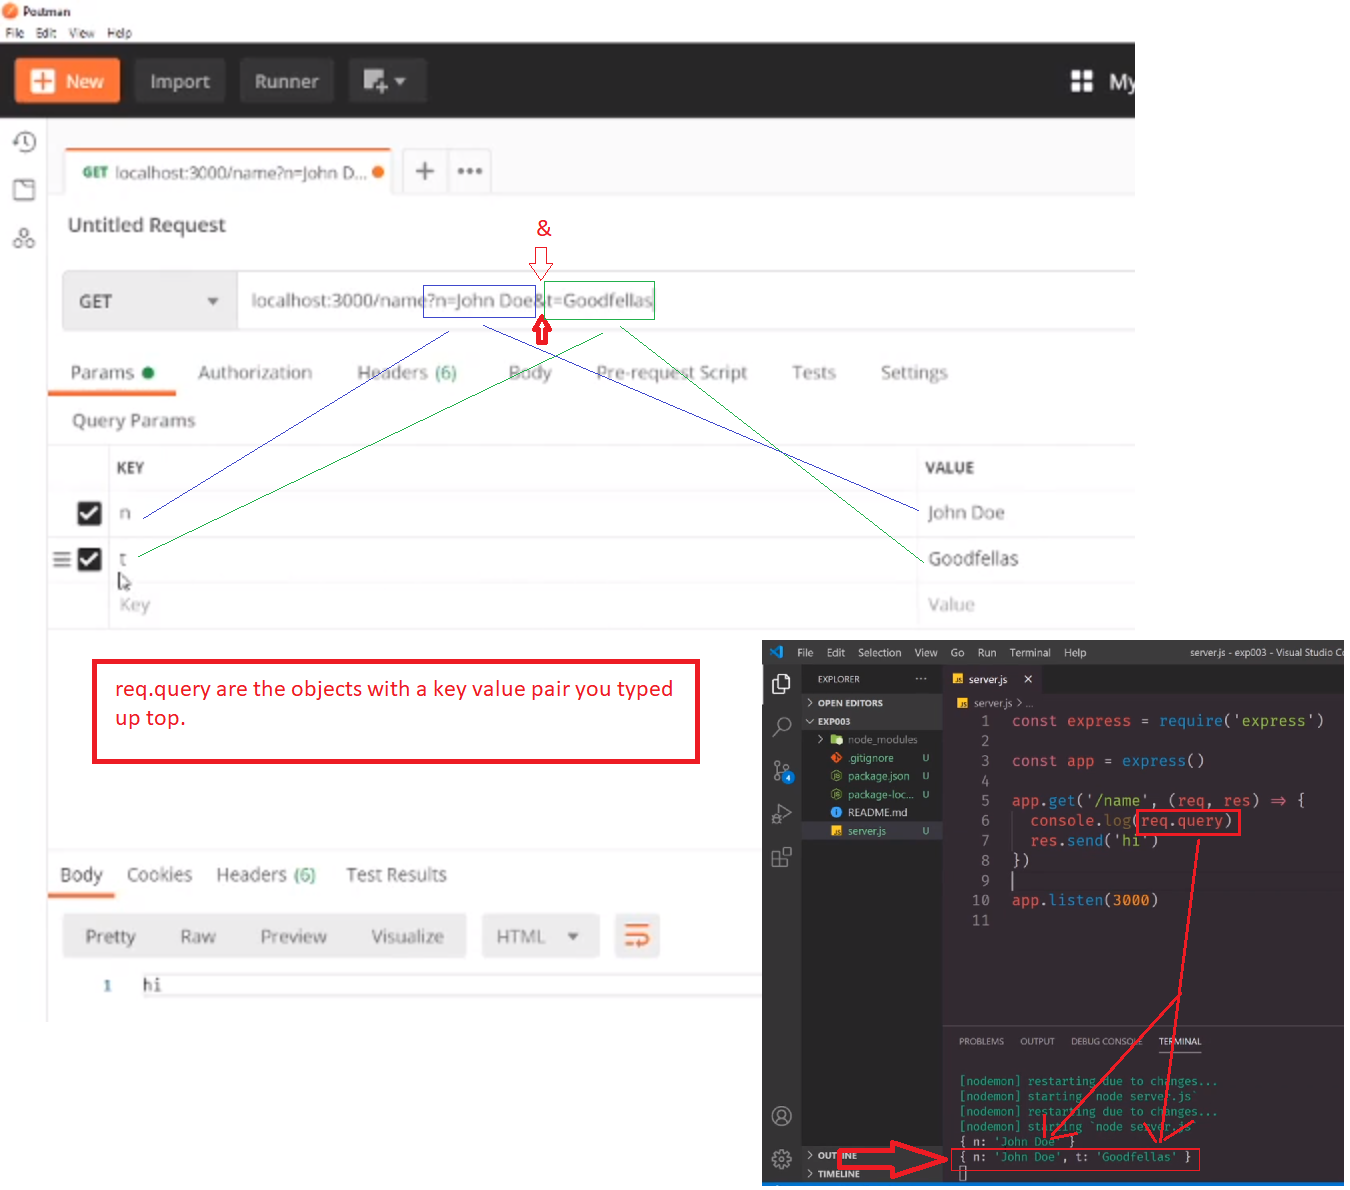 Postman
File Edit View Help
New Import Runner
My
GET localhost:3000/name?n=John D...
Untitled Request
&
GET localhost:3000/name?n=John Doe&t=Goodfellas
Params Authorization Headers (6) Body Pre-request Script Tests Settings
Query Params
KEY VALUE
n John Doe
t Goodfellas
Key Value
req.query are the objects with a key value pair you typed
up top.
Body Cookies Headers (6) Test Results
Pretty Raw Preview Visualize HTML
1 hi
File Edit Selection View Go Run Terminal Help server.js - exp003 - Visual Studio Co
EXPLORER ...
OPEN EDITORS
EXP003
node_modules
.gitignore U
package.json U
package-loc... U
README.md
server.js U
OUTLINE
TIMELINE
4
server.js
server.js > ...
1 const express = require('express')
2
3 const app = express()
4
5 app.get('/name', (req, res) => {
6 console.log(req.query)
7 res.send('hi')
8 })
9
10 app.listen(3000)
11
PROBLEMS OUTPUT DEBUG CONSOLE TERMINAL
[nodemon] restarting due to changes...
[nodemon] starting `node server.js`
[nodemon] restarting due to changes...
[nodemon] starting `node server.js`
{ n: 'John Doe' }
{ n: 'John Doe', t: 'Goodfellas' }